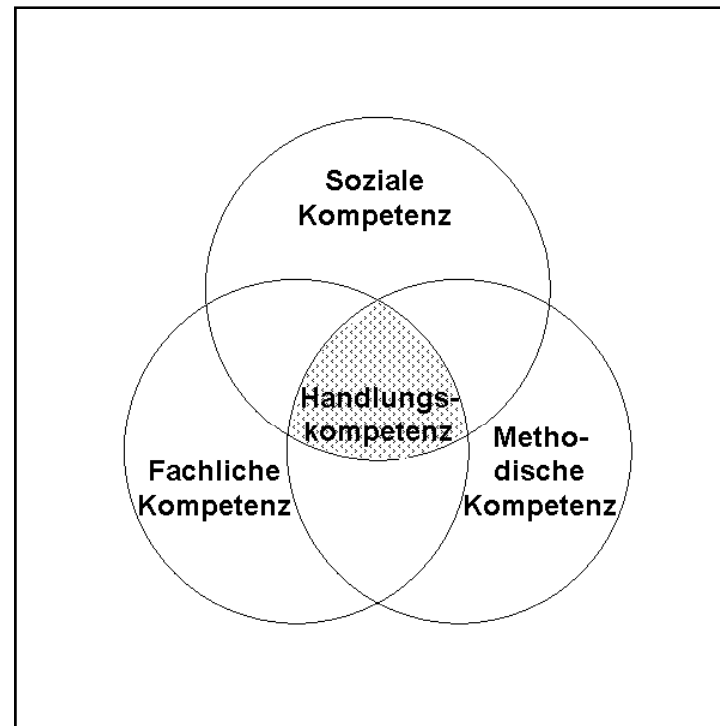 Soziale
Kompetenz
Handlungs-
kompetenz
Fachliche
Kompetenz
Metho-
dische
Kompetenz